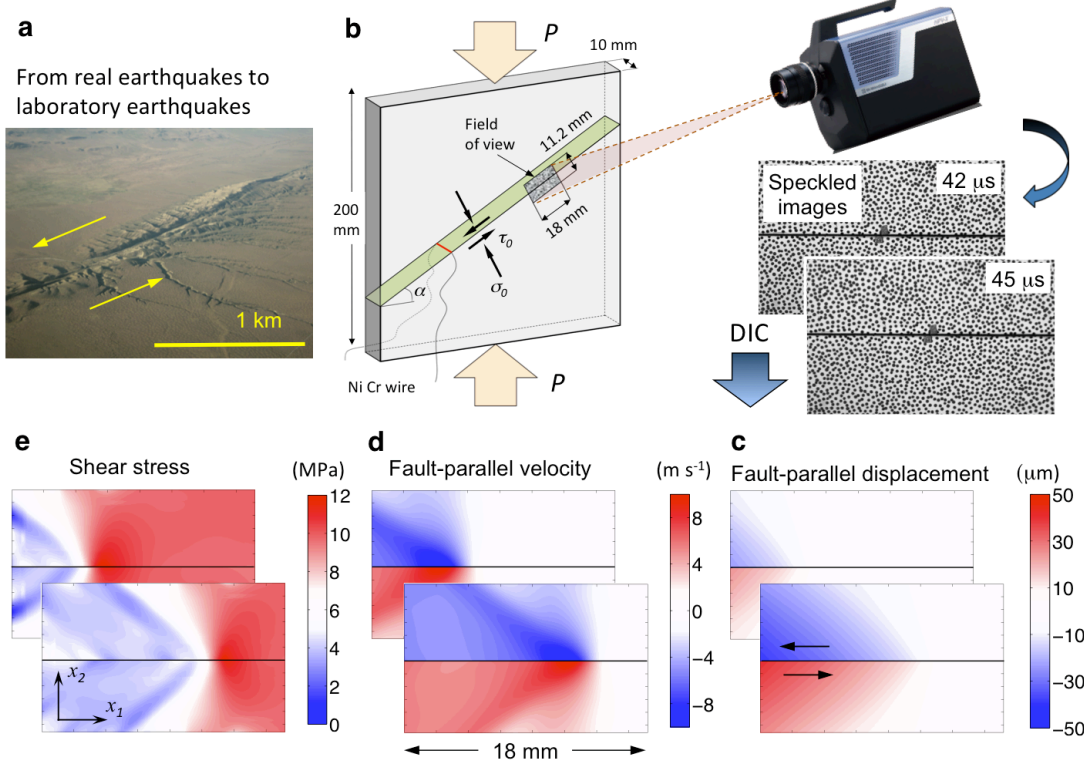 a
From real earthquakes to
laboratory earthquakes
1 km
b
P
10 mm
200
mm
Field
of view
11.2 mm
18 mm
τ₀
σ₀
α
Ni Cr wire
P
Speckled
images
42 μs
45 μs
DIC
e
Shear stress
(MPa)
12
10
8
6
4
2
0
x₂
x₁
d
Fault-parallel velocity
(m s⁻¹)
8
4
0
−4
−8
18 mm
c
Fault-parallel displacement
(μm)
50
30
10
−10
−30
−50